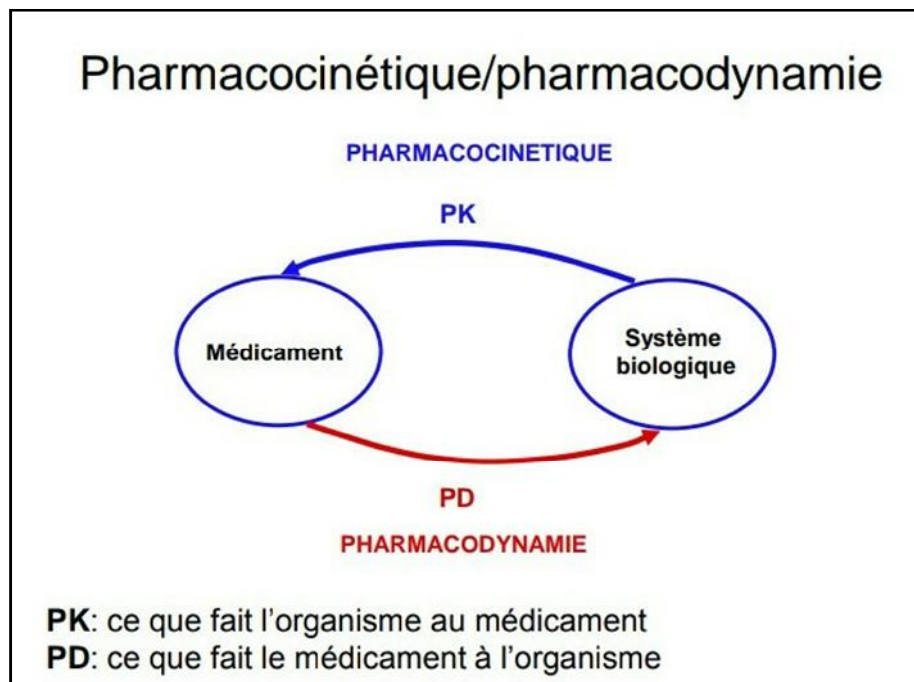 Pharmacocinétique/pharmacodynamie
PHARMACOCINETIQUE
PK
Médicament
Système
biologique
PD
PHARMACODYNAMIE
PK: ce que fait l'organisme au médicament
PD: ce que fait le médicament à l'organisme